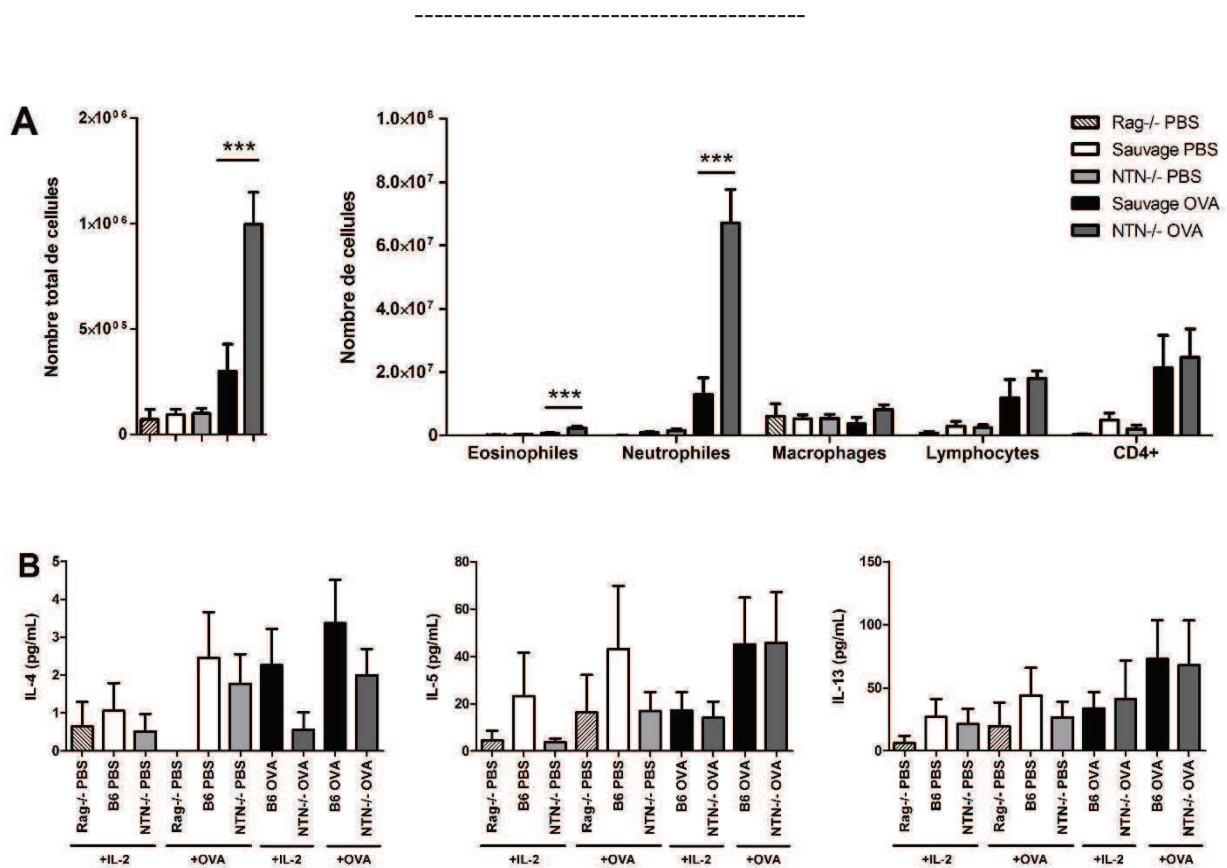 A
Nombre total de cellules
2×10⁰⁶
1×10⁰⁶
5×10⁰⁵
0
***
Nombre de cellules
1.0×10⁸
8.0×10⁷
6.0×10⁷
4.0×10⁷
2.0×10⁷
0
***
***
Eosinophiles
Neutrophiles
Macrophages
Lymphocytes
CD4+
Rag-/- PBS
Sauvage PBS
NTN-/- PBS
Sauvage OVA
NTN-/- OVA
B
IL-4 (pg/mL)
5
4
3
2
1
0
Rag-/- PBS
B6 PBS
NTN-/- PBS
Rag-/- PBS
B6 PBS
NTN-/- PBS
B6 OVA
NTN-/- OVA
B6 OVA
NTN-/- OVA
+IL-2
+OVA
+IL-2
+OVA
IL-5 (pg/mL)
80
60
40
20
0
Rag-/- PBS
B6 PBS
NTN-/- PBS
Rag-/- PBS
B6 PBS
NTN-/- PBS
B6 OVA
NTN-/- OVA
B6 OVA
NTN-/- OVA
+IL-2
+OVA
+IL-2
+OVA
IL-13 (pg/mL)
150
100
50
0
Rag-/- PBS
B6 PBS
NTN-/- PBS
Rag-/- PBS
B6 PBS
NTN-/- PBS
B6 OVA
NTN-/- OVA
B6 OVA
NTN-/- OVA
+IL-2
+OVA
+IL-2
+OVA